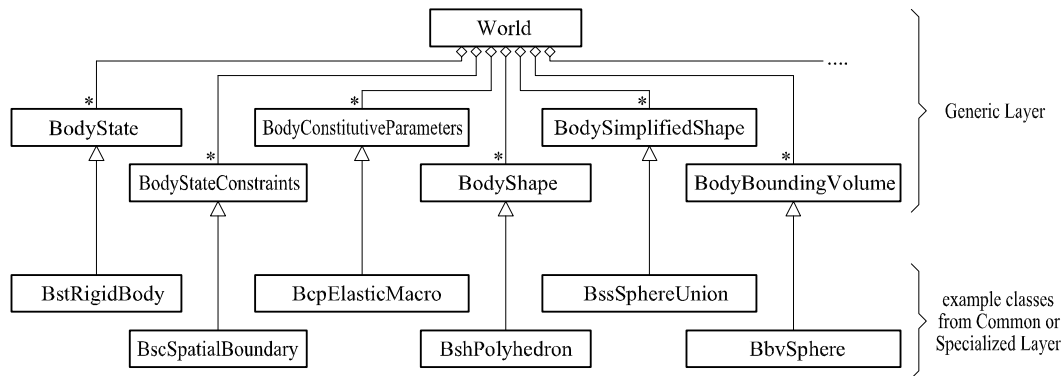 World
....
* * *
BodyState
BodyConstitutiveParameters
BodySimplifiedShape
Generic Layer
* * *
BodyStateConstraints
BodyShape
BodyBoundingVolume
BstRigidBody
BcpElasticMacro
BssSphereUnion
BscSpatialBoundary
BshPolyhedron
BbvSphere
example classes
from Common or
Specialized Layer